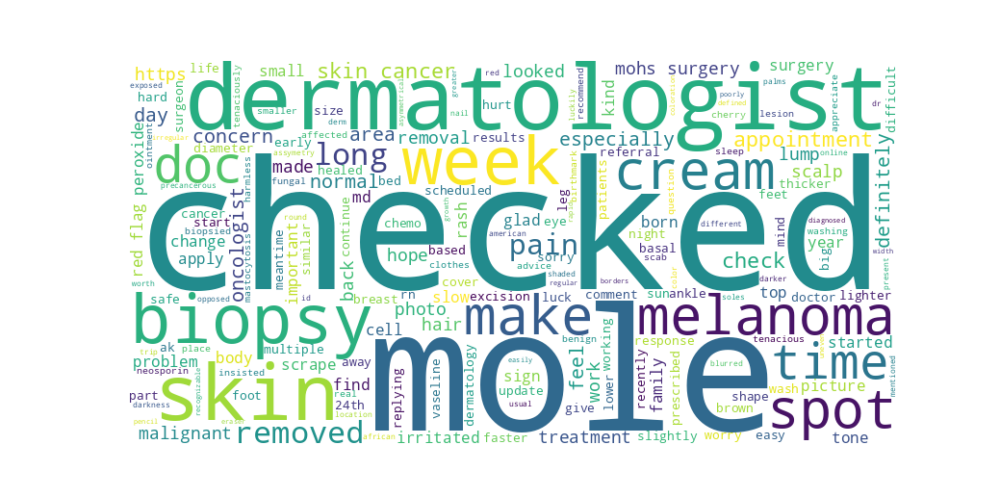 https
life
small
skin cancer
looked
mohs surgery
surgery
dermatologist
day
hard
surgeon
tenaciously
smaller
size
derm
hurt
kind
recommend
luckily
red
nail
greater
asymmetrical
exposed
ointment
concern
area
removal
results
especially
appointment
poorly
defined
cherry
palms
lesion
dr
appreciate
difficult
diameter
affected
early
doc
made
long
week
referral
sleep
lump
online
healed
normal
bed
fungal
assymetry
harmless
precancerous
scheduled
cream
scalp
thicker
feet
birthmark
patients
question
definitely
red flag
peroxide
checked
cancer
start
biopsied
change
apply
oncologist
mastocytosis
meantime
important
round
similar
md
continue
back
chemo
hope
rash
leg
glad
eye
born
night
different
mind
diagnosed
washing
year
growth
based
pain
sorry
basal
scab
check
big
width
american
clothes
advice
shaded
regular
borders
darker
present
worth
safe
opposed
id
breast
rn
cover
slow
excision
luck
comment
sun
ankle
soles
top
doctor
lighter
biopsy
photo
hair
cell
make
melanoma
benign
response
tenacious
started
trip
ak
place
multiple
away
mole
feel
working
time
problem
neosporin
insisted
body
scrape
find
vaseline
dermatology
easily
sign
update
usual
work
lower
recently
family
prescribed
blurred
wash
picture
mentioned
part
darkness
skin
recognizable
foot
real
24th
location
replying
give
shape
brown
spot
pencil
eraser
malignant
removed
african
irritated
faster
treatment
slightly
worry
easy
tone